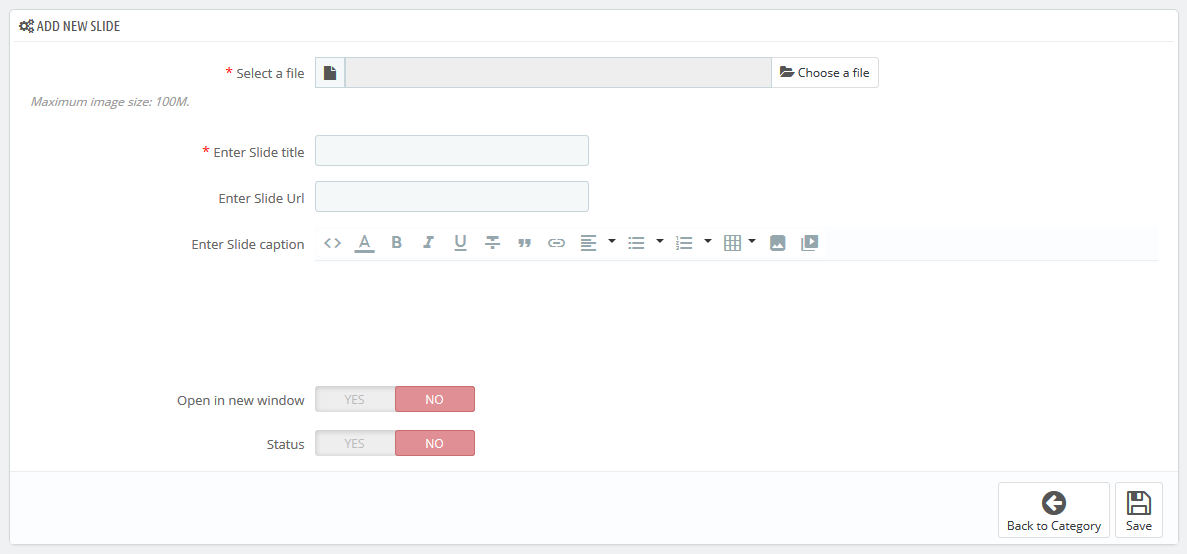 ADD NEW SLIDE
* Select a file
Choose a file
Maximum image size: 100M.
* Enter Slide title
Enter Slide Url
Enter Slide caption
Open in new window YES NO
Status YES NO
Back to Category Save